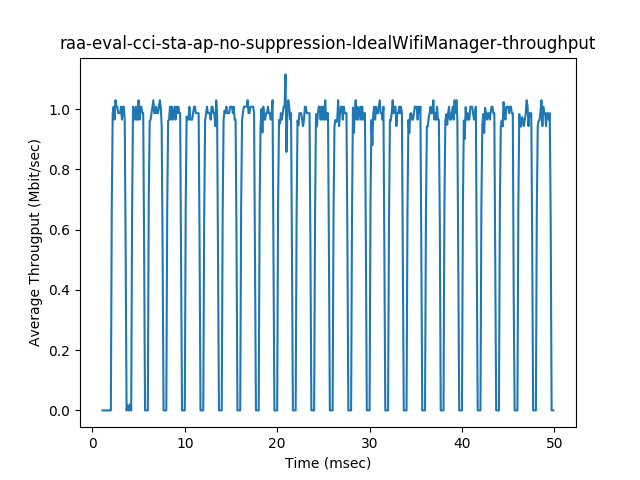 raa-eval-cci-sta-ap-no-suppression-IdealWifiManager-throughput
Average Througput (Mbit/sec)
1.0
0.8
0.6
0.4
0.2
0.0
0 10 20 30 40 50
Time (msec)